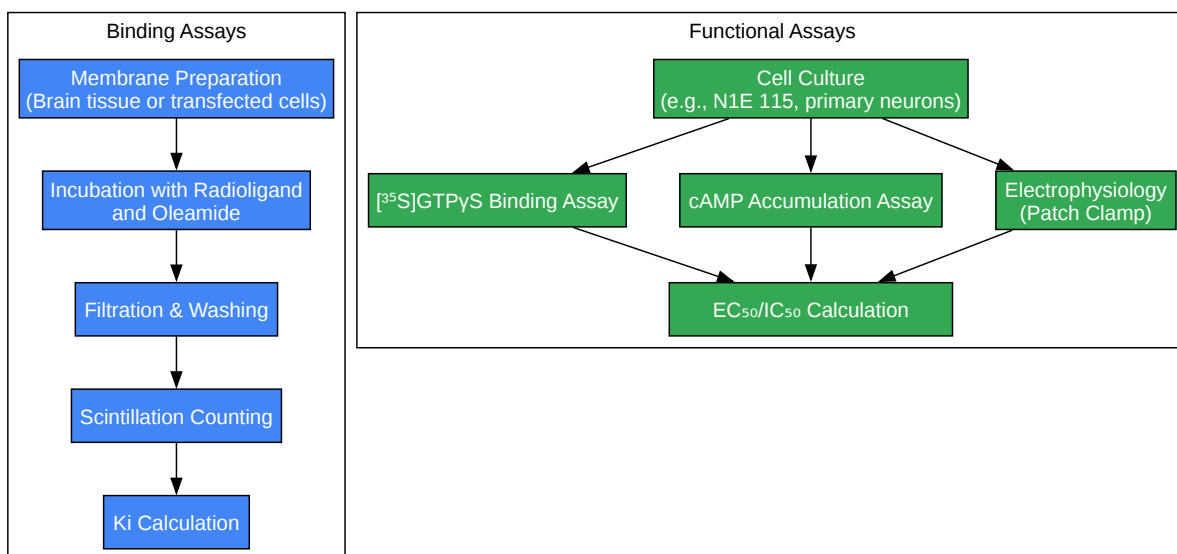 Binding Assays
Membrane Preparation
(Brain tissue or transfected cells)
Incubation with Radioligand
and Oleamide
Filtration & Washing
Scintillation Counting
Ki Calculation
Functional Assays
Cell Culture
(e.g., N1E 115, primary neurons)
[³⁵S]GTPγS Binding Assay
cAMP Accumulation Assay
Electrophysiology
(Patch Clamp)
EC₅₀/IC₅₀ Calculation